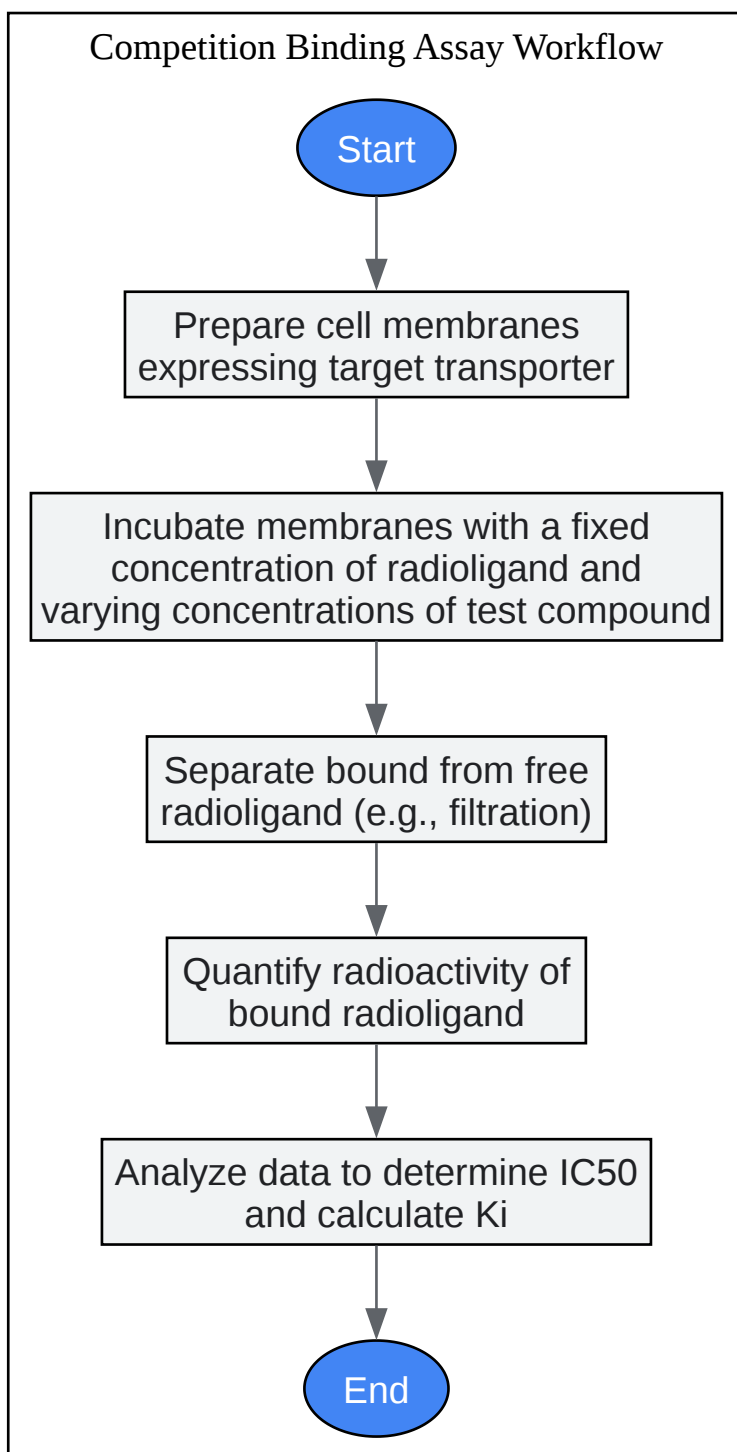 Competition Binding Assay Workflow
Start
Prepare cell membranes
expressing target transporter
Incubate membranes with a fixed
concentration of radioligand and
varying concentrations of test compound
Separate bound from free
radioligand (e.g., filtration)
Quantify radioactivity of
bound radioligand
Analyze data to determine IC50
and calculate Ki
End